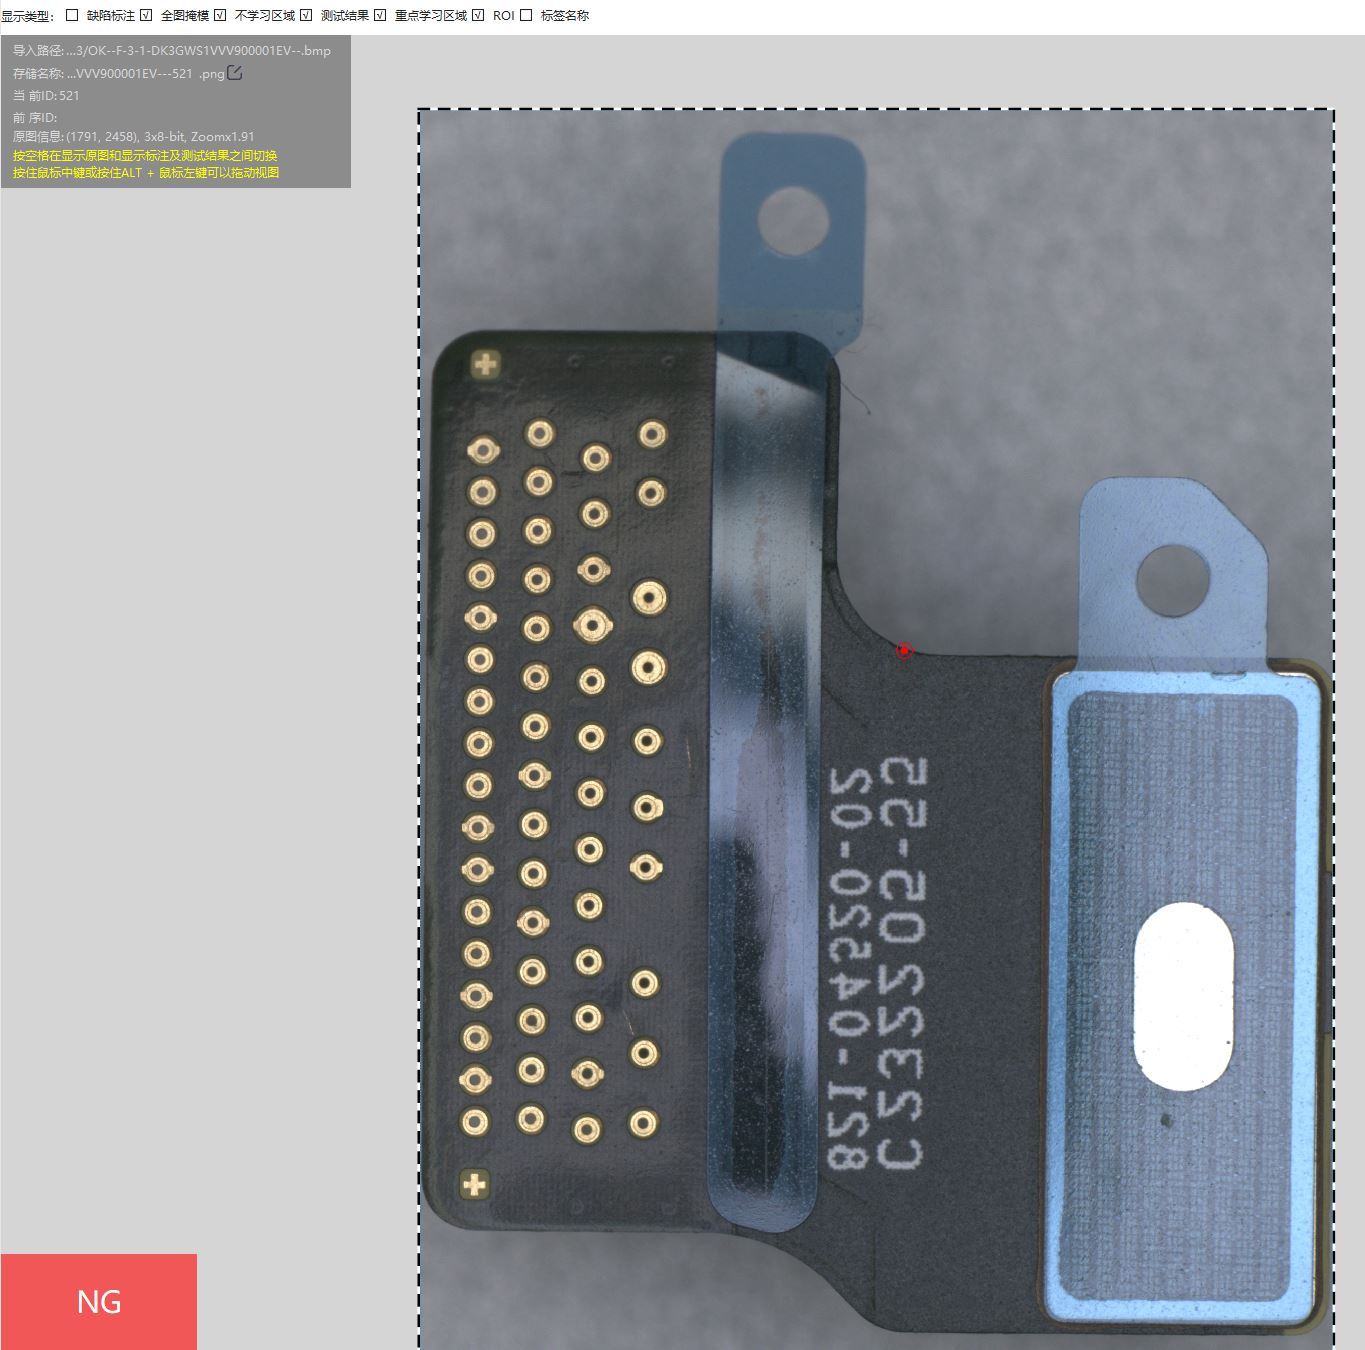 显示类型: 缺陷标注 全图掩模 不学习区域 测试结果 重点学习区域 ROI 标签名称
导入路径: ...3/OK--F-3-1-DK3GWS1VVV900001EV--.bmp
存储名称: ...VVV900001EV---521 .png
当 前ID: 521
前 序ID:
原图信息: (1791, 2458), 3x8-bit, Zoomx1.91
按空格在显示原图和显示标注及测试结果之间切换
按住鼠标中键或按住ALT + 鼠标左键可以拖动视图
821-04520-02
NG